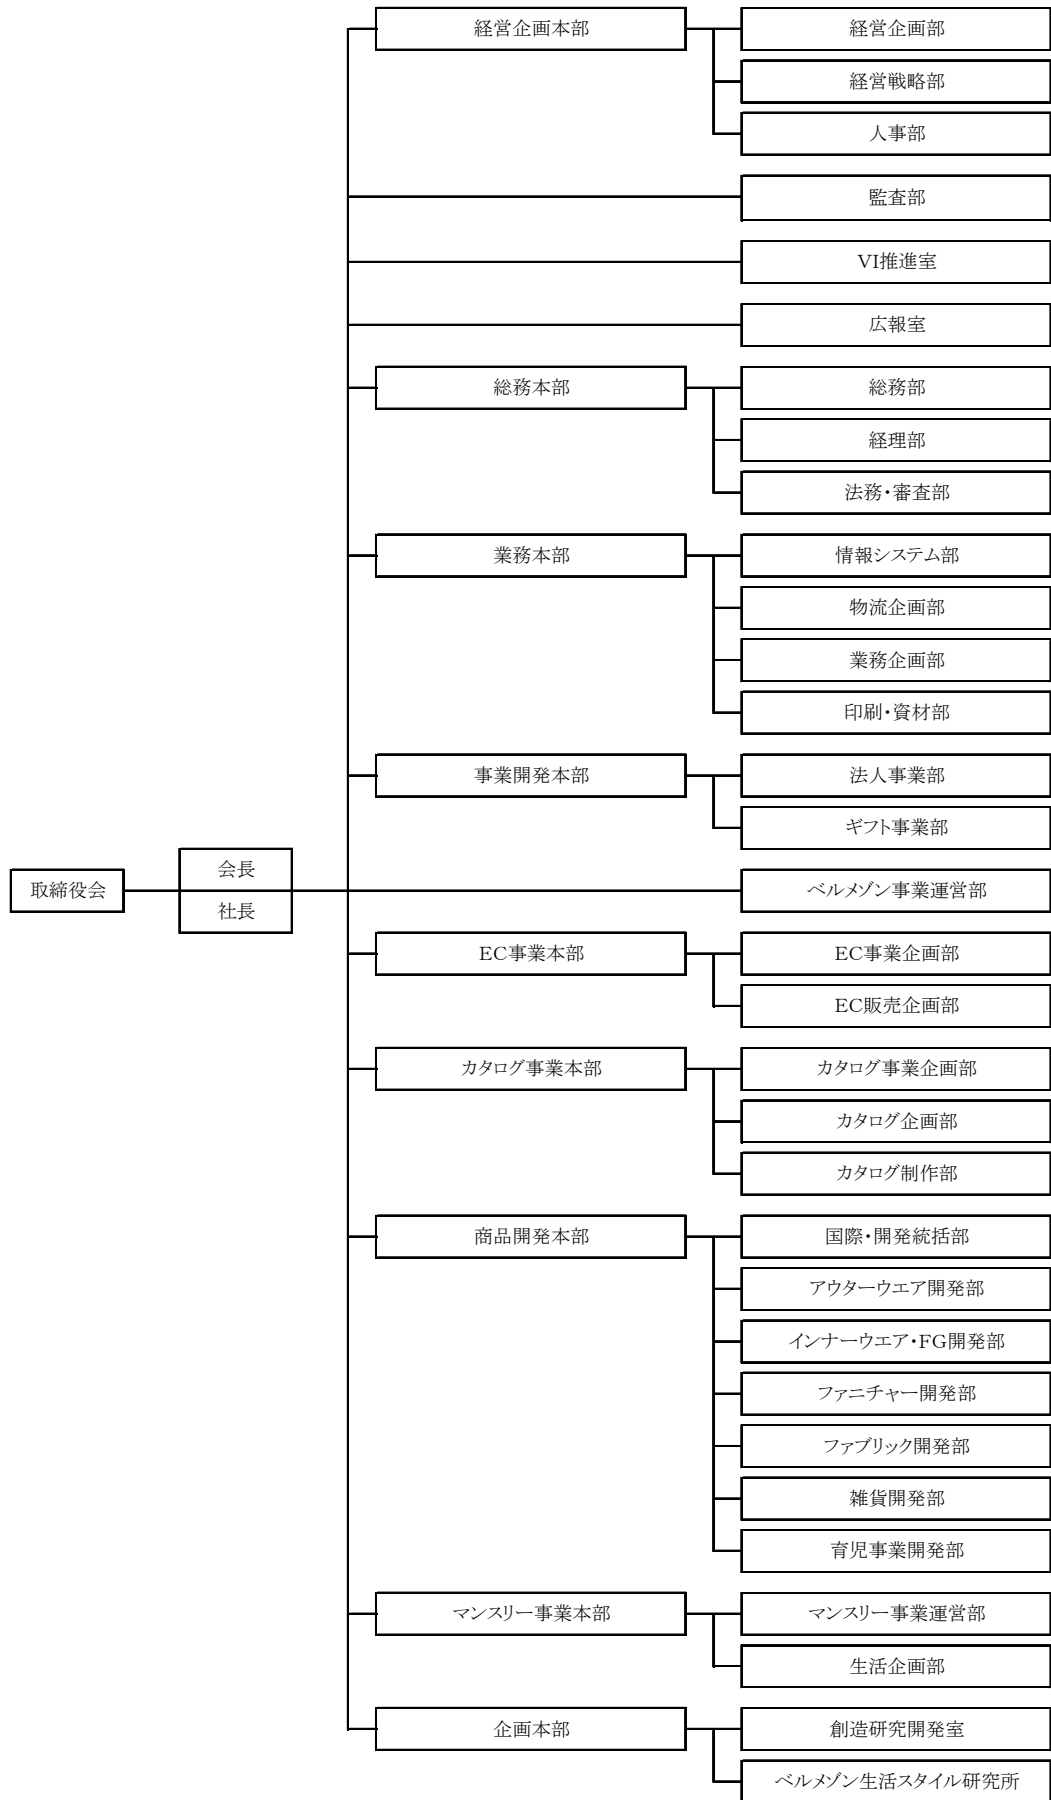 経営企画本部
経営企画部
経営戦略部
人事部
監査部
VI推進室
広報室
総務本部
総務部
経理部
法務・審査部
業務本部
情報システム部
物流企画部
業務企画部
印刷・資材部
事業開発本部
法人事業部
ギフト事業部
取締役会
会長
社長
ベルメゾン事業運営部
EC事業本部
EC事業企画部
EC販売企画部
カタログ事業本部
カタログ事業企画部
カタログ企画部
カタログ制作部
商品開発本部
国際・開発統括部
アウターウエア開発部
インナーウエア・FG開発部
ファニチャー開発部
ファブリック開発部
雑貨開発部
育児事業開発部
マンスリー事業本部
マンスリー事業運営部
生活企画部
企画本部
創造研究開発室
ベルメゾン生活スタイル研究所